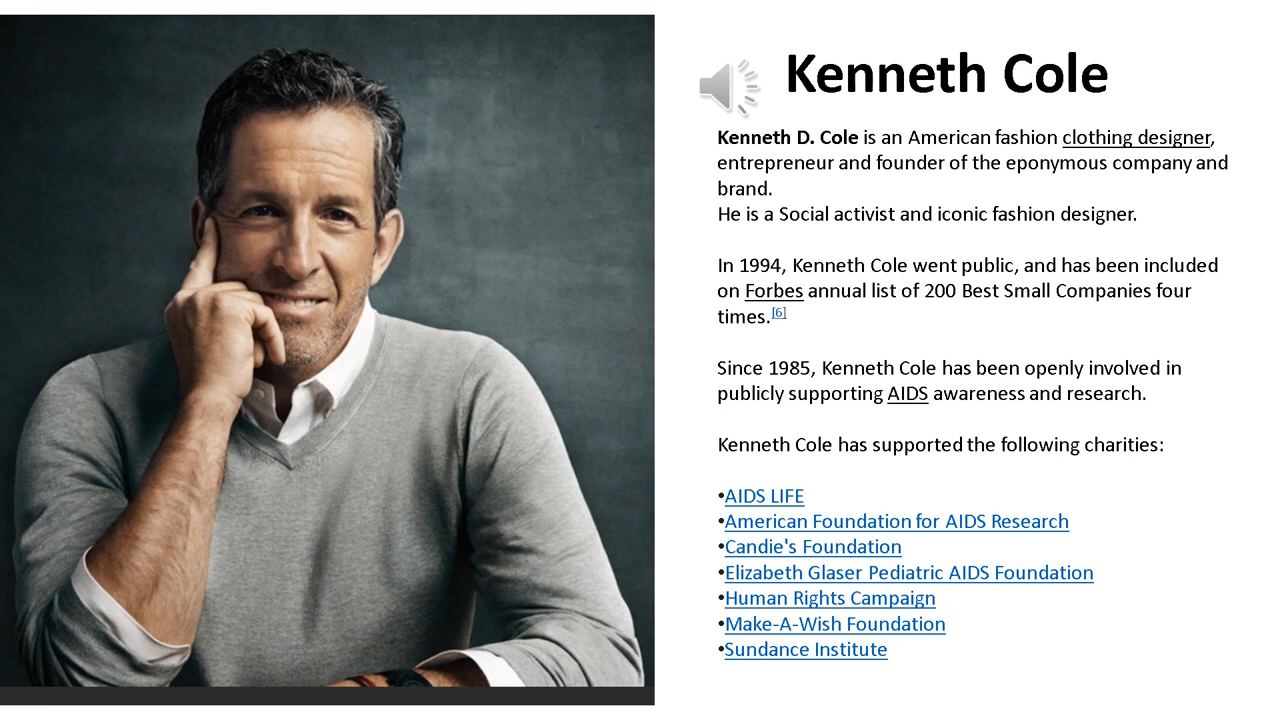 Kenneth Cole
Kenneth D. Cole is an American fashion clothing designer,
entrepreneur and founder of the eponymous company and
brand.
He is a Social activist and iconic fashion designer.
In 1994, Kenneth Cole went public, and has been included
on Forbes annual list of 200 Best Small Companies four
times.[6]
Since 1985, Kenneth Cole has been openly involved in
publicly supporting AIDS awareness and research.
Kenneth Cole has supported the following charities:
•AIDS LIFE
•American Foundation for AIDS Research
•Candie's Foundation
•Elizabeth Glaser Pediatric AIDS Foundation
•Human Rights Campaign
•Make-A-Wish Foundation
•Sundance Institute